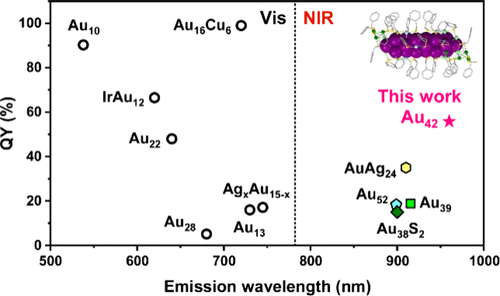 100
80
60
40
20
0
QY (%)
500
600
700
800
900
1000
Emission wavelength (nm)
Vis
NIR
Au₁₀
Au₁₆Cu₆
IrAu₁₂
Au₂₂
AgₓAu₁₅₋ₓ
Au₁₃
Au₂₈
This work
Au₄₂
AuAg₂₄
Au₅₂
Au₃₉
Au₃₈S₂